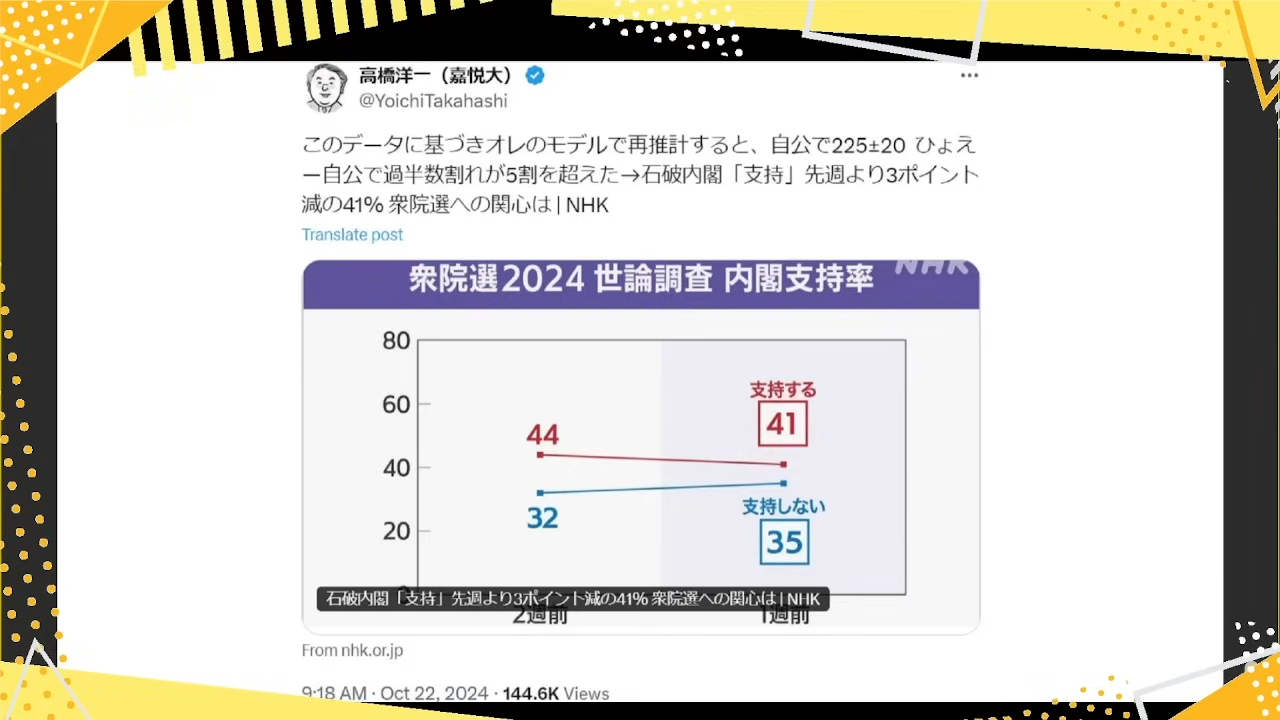 高橋洋一（嘉悦大）
@YoichiTakahashi
このデータに基づきオレのモデルで再推計すると、自公で225±20 ひょえ
ー自公で過半数割れが5割を超えた→石破内閣「支持」先週より3ポイント
減の41% 衆院選への関心は | NHK
Translate post
NHK
衆院選2024 世論調査 内閣支持率
80
60
40
20
支持する
41
44
32
支持しない
35
石破内閣「支持」先週より3ポイント減の41% 衆院選への関心は | NHK
2週前
1週前
From nhk.or.jp
9:18 AM · Oct 22, 2024 · 144.6K Views